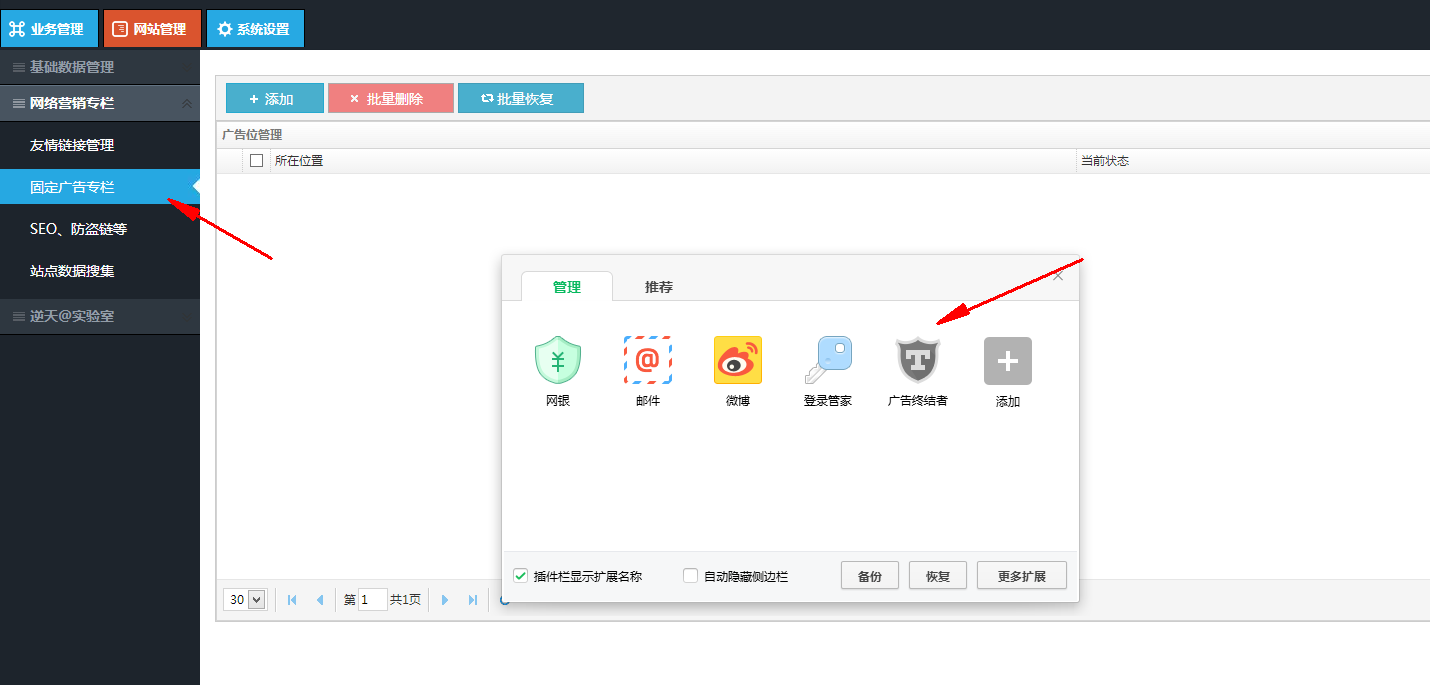 业务管理 网站管理 系统设置
基础数据管理
网络营销专栏
友情链接管理
固定广告专栏
SEO、防盗链等
站点数据搜集
逆天@实验室
添加 批量删除 批量恢复
广告位管理
所在位置 当前状态
管理 推荐
¥ @ T
网银 邮件 微博 登录管家 广告终结者 添加
插件栏显示扩展名称 自动隐藏侧边栏 备份 恢复 更多扩展
30 第 1 共1页